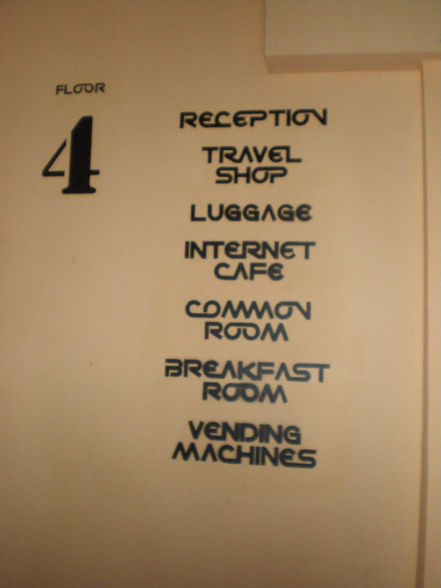 FLOOR
4
RECEPTION
TRAVEL
SHOP
LUGGAGE
INTERNET
CAFE
COMMON
ROOM
BREAKFAST
ROOM
VENDING
MACHINES